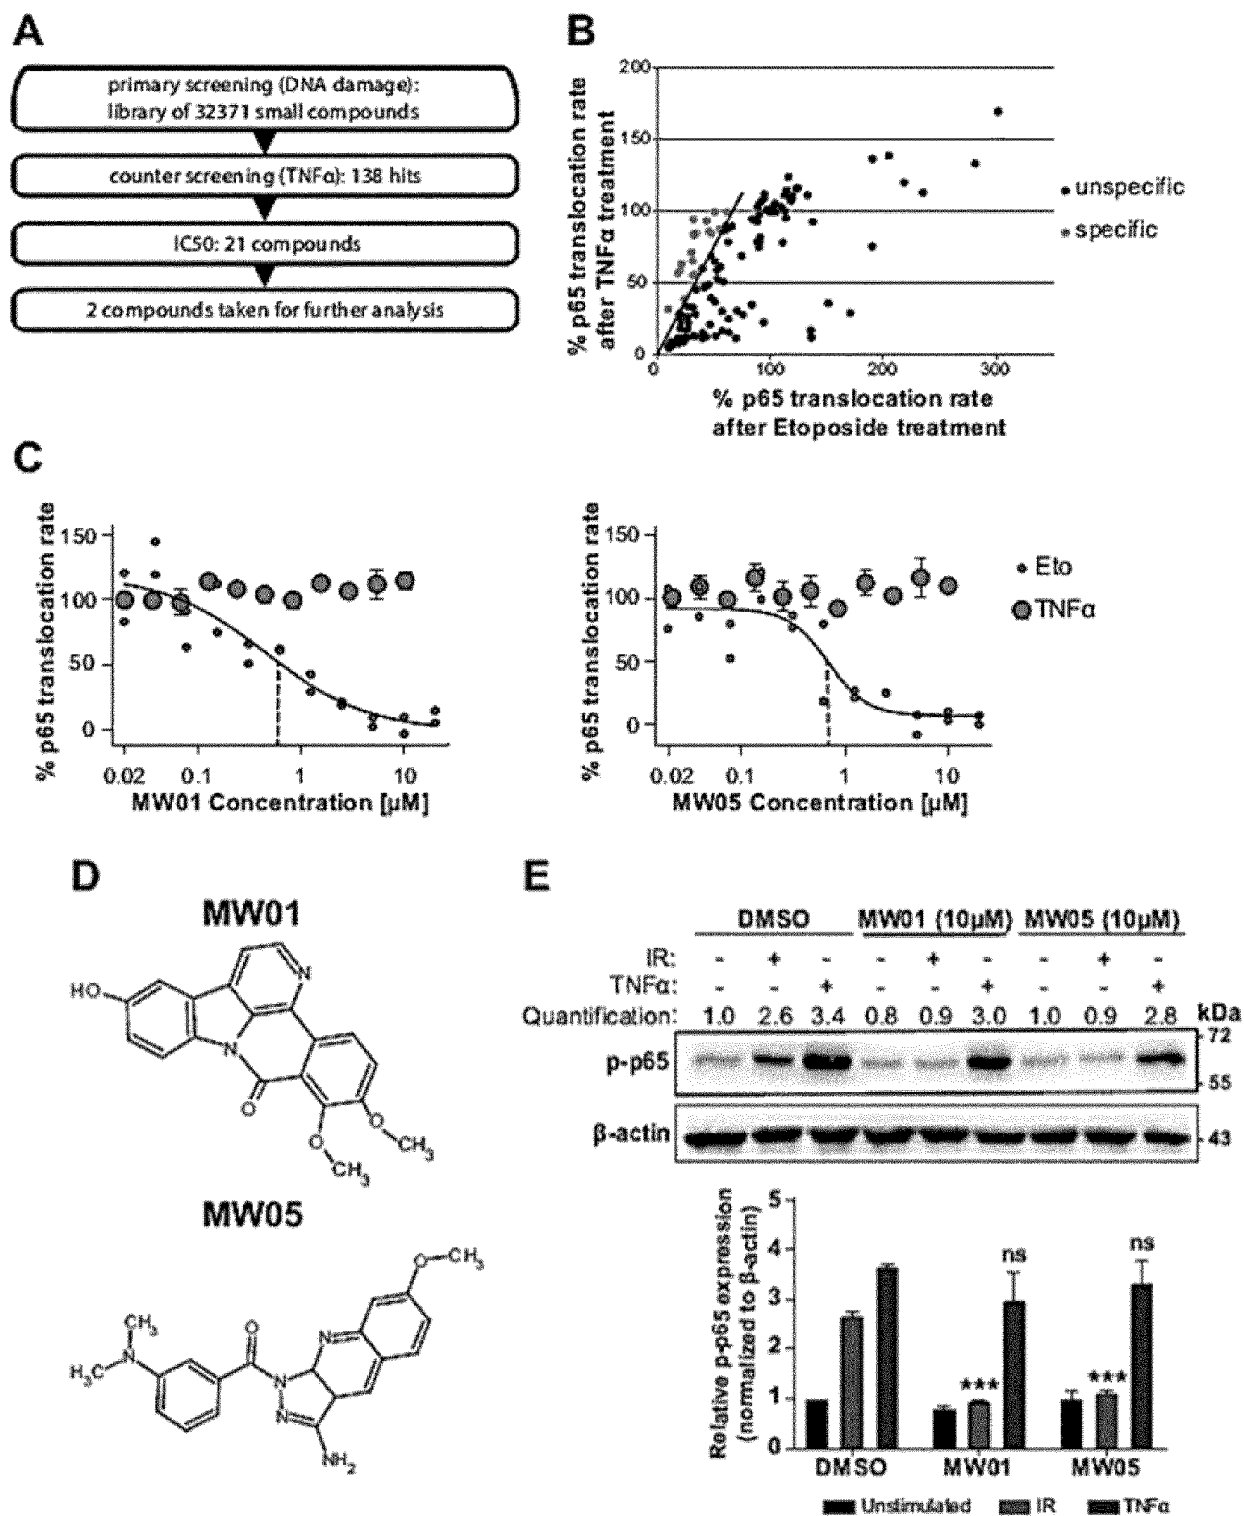 A
primary screening (DNA damage):
library of 32371 small compounds
counter screening (TNFα): 138 hits
IC50: 21 compounds
2 compounds taken for further analysis
B
% p65 translocation rate
after TNFα treatment
200
150
100
50
0
0 100 200 300
% p65 translocation rate
after Etoposide treatment
unspecific
specific
C
% p65 translocation rate
150
100
50
0
0.02 0.1 1 10
MW01 Concentration [µM]
% p65 translocation rate
150
100
50
0
0.02 0.1 1 10
MW05 Concentration [µM]
Eto
TNFα
D
MW01
HO
N
N
O
O
O
CH3
CH3
MW05
O
CH3
CH3
N
H3C
O
N
N
N
NH2
E
DMSO MW01 (10µM) MW05 (10µM)
IR: - + - - + - - + -
TNFα: - - + - - + - - +
Quantification: 1.0 2.6 3.4 0.8 0.9 3.0 1.0 0.9 2.8 kDa
p-p65
72
55
β-actin
43
Relative p-p65 expression
(normalized to β-actin)
5
4
3
2
1
0
***
ns
***
ns
DMSO MW01 MW05
Unstimulated IR TNFα